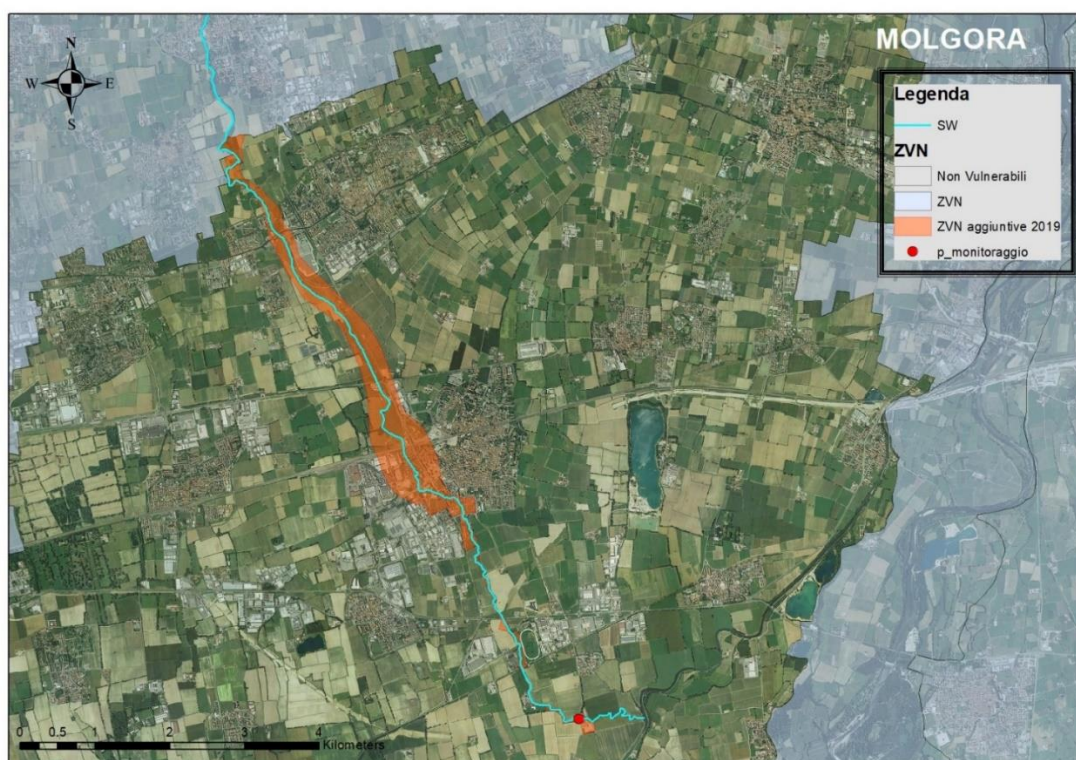 MOLGORA
N
W E
S
Legenda
SW
ZVN
Non Vulnerabili
ZVN
ZVN aggiuntive 2019
p_monitoraggio
0 0.5 1 2 3 4
Kilometers